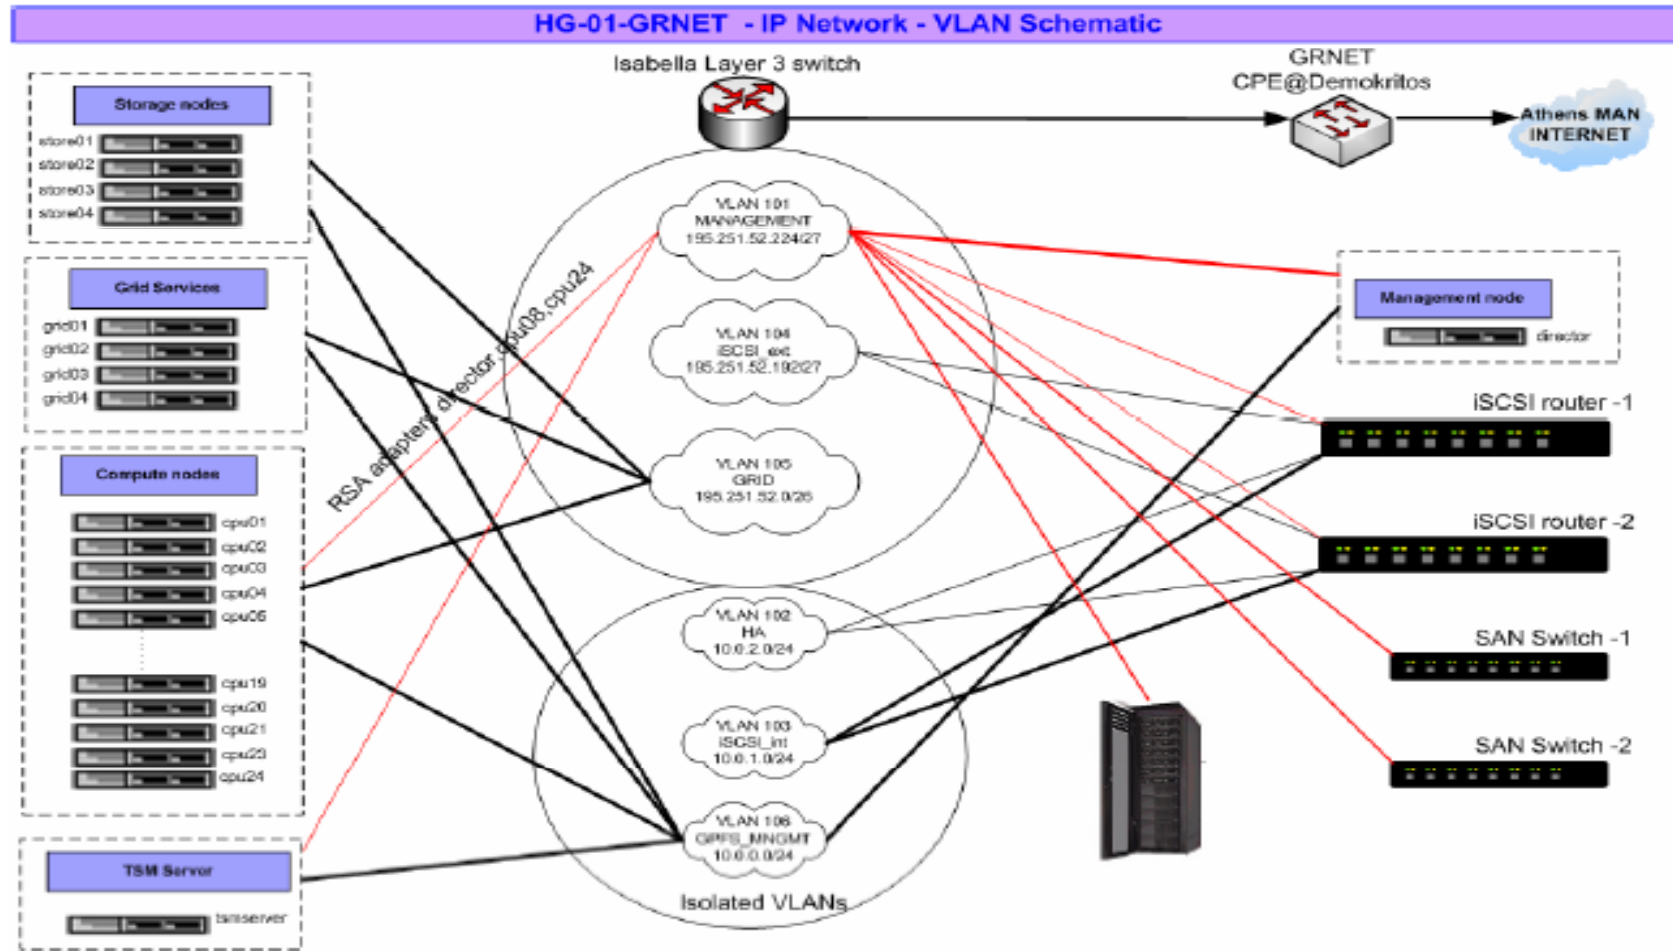 HG-01-GRNET - IP Network - VLAN Schematic
Isabella Layer 3 switch
GRNET
CPE@Demokritos
Athens MAN
INTERNET
Storage nodes
store01
store02
store03
store04
Grid Services
grid01
grid02
grid03
grid04
Compute nodes
cpu01
cpu02
cpu03
cpu04
cpu05
cpu19
cpu20
cpu21
cpu23
cpu24
TSM Server
tsmserver
RSA adapters director,cpu08,cpu24
VLAN 101
MANAGEMENT
195.251.52.224/27
VLAN 104
iSCSI_ext
195.251.52.192/27
VLAN 105
GRID
195.251.52.0/26
VLAN 102
HA
10.0.2.0/24
VLAN 103
iSCSI_int
10.0.1.0/24
VLAN 106
GPFS_MNGMT
10.0.0.0/24
Isolated VLANs
Management node
director
iSCSI router -1
iSCSI router -2
SAN Switch -1
SAN Switch -2